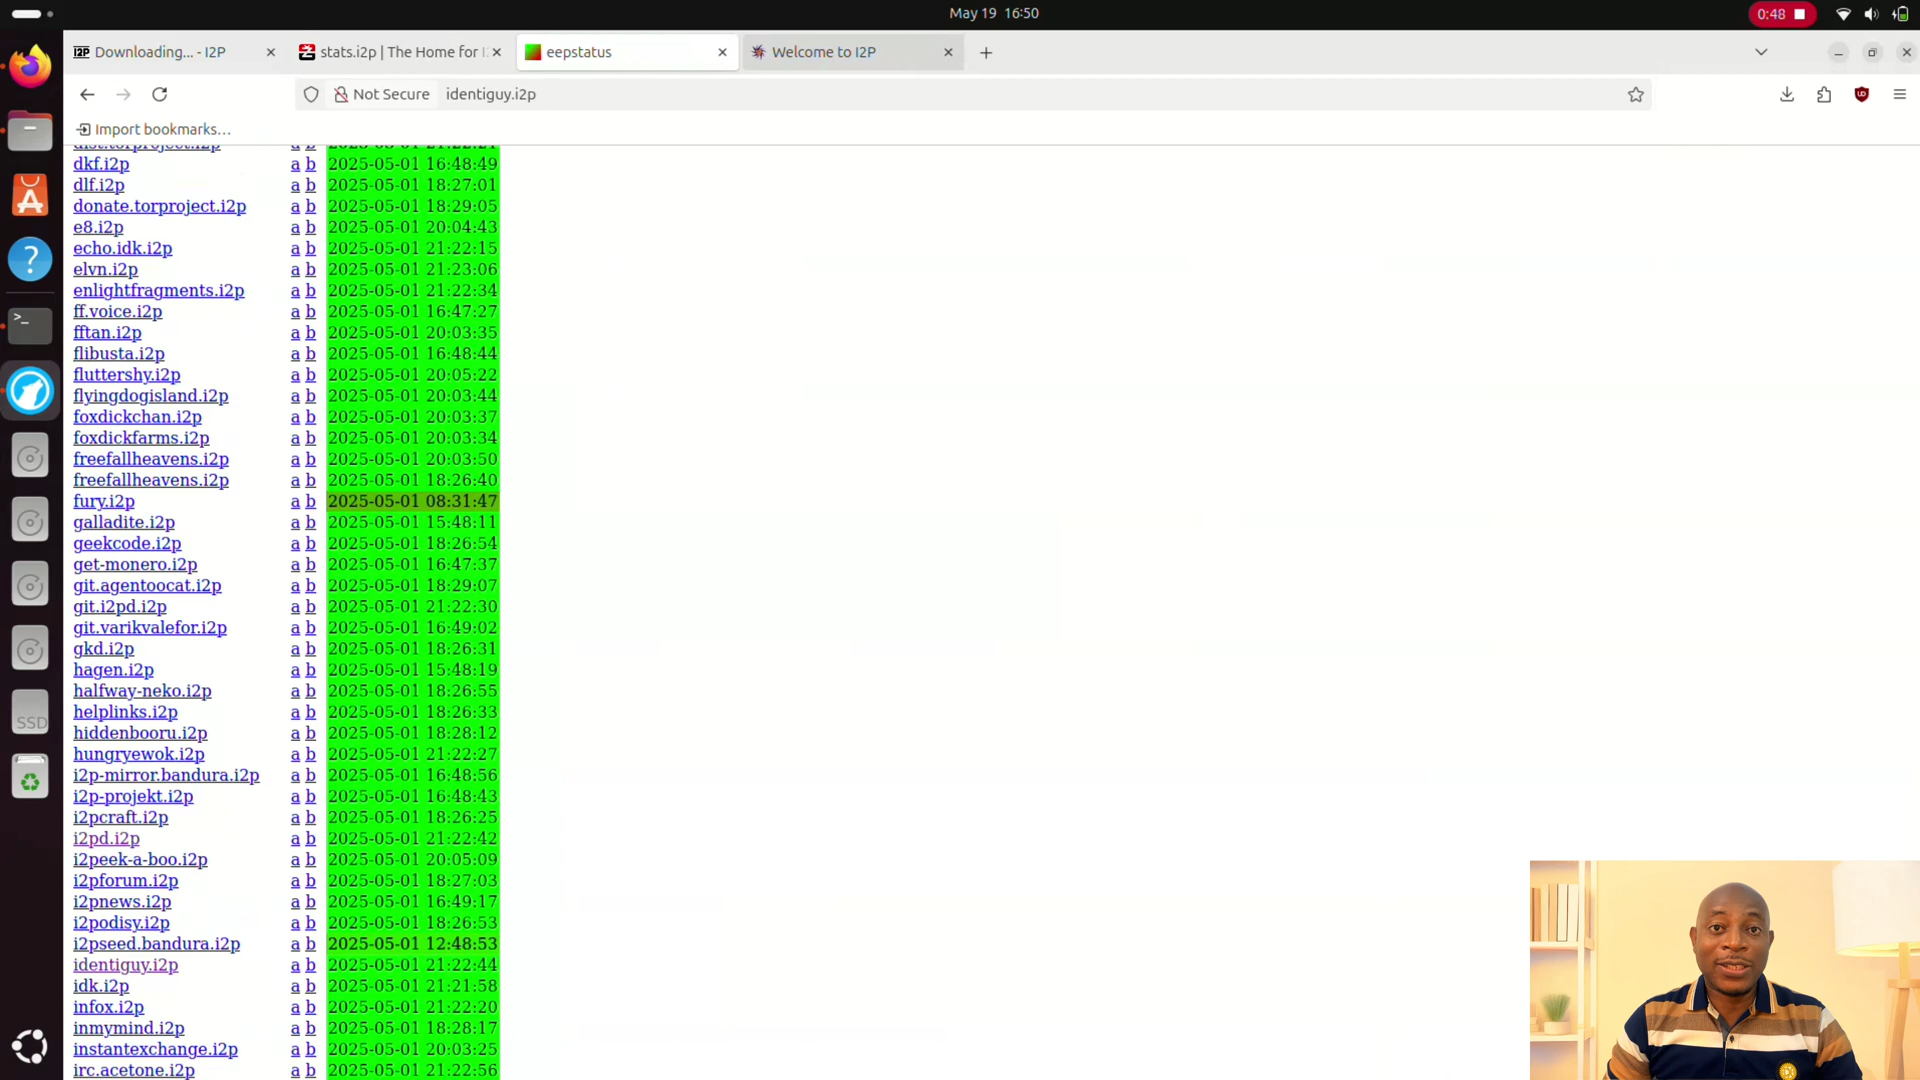 May 19 16:50
0:48
I2P Downloading... - I2P
stats.i2p | The Home for I
eepstatus
Welcome to I2P
Not Secure identiguy.i2p
Import bookmarks...
dist.torproject.i2p a b 2025-05-01 21:22:21
dkf.i2p a b 2025-05-01 16:48:49
dlf.i2p a b 2025-05-01 18:27:01
donate.torproject.i2p a b 2025-05-01 18:29:05
e8.i2p a b 2025-05-01 20:04:43
echo.idk.i2p a b 2025-05-01 21:22:15
elvn.i2p a b 2025-05-01 21:23:06
enlightfragments.i2p a b 2025-05-01 21:22:34
ff.voice.i2p a b 2025-05-01 16:47:27
fftan.i2p a b 2025-05-01 20:03:35
flibusta.i2p a b 2025-05-01 16:48:44
fluttershy.i2p a b 2025-05-01 20:05:22
flyingdogisland.i2p a b 2025-05-01 20:03:44
foxdickchan.i2p a b 2025-05-01 20:03:37
foxdickfarms.i2p a b 2025-05-01 20:03:34
freefallheavens.i2p a b 2025-05-01 20:03:50
freefallheavens.i2p a b 2025-05-01 18:26:40
fury.i2p a b 2025-05-01 08:31:47
galladite.i2p a b 2025-05-01 15:48:11
geekcode.i2p a b 2025-05-01 18:26:54
get-monero.i2p a b 2025-05-01 16:47:37
git.agentoocat.i2p a b 2025-05-01 18:29:07
git.i2pd.i2p a b 2025-05-01 21:22:30
git.varikvalefor.i2p a b 2025-05-01 16:49:02
gkd.i2p a b 2025-05-01 18:26:31
hagen.i2p a b 2025-05-01 15:48:19
halfway-neko.i2p a b 2025-05-01 18:26:55
helplinks.i2p a b 2025-05-01 18:26:33
hiddenbooru.i2p a b 2025-05-01 18:28:12
hungryewok.i2p a b 2025-05-01 21:22:27
i2p-mirror.bandura.i2p a b 2025-05-01 16:48:56
i2p-projekt.i2p a b 2025-05-01 16:48:43
i2pcraft.i2p a b 2025-05-01 18:26:25
i2pd.i2p a b 2025-05-01 21:22:42
i2peek-a-boo.i2p a b 2025-05-01 20:05:09
i2pforum.i2p a b 2025-05-01 18:27:03
i2pnews.i2p a b 2025-05-01 16:49:17
i2podisy.i2p a b 2025-05-01 18:26:53
i2pseed.bandura.i2p a b 2025-05-01 12:48:53
identiguy.i2p a b 2025-05-01 21:22:44
idk.i2p a b 2025-05-01 21:21:58
infox.i2p a b 2025-05-01 21:22:20
inmymind.i2p a b 2025-05-01 18:28:17
instantexchange.i2p a b 2025-05-01 20:03:25
irc.acetone.i2p a b 2025-05-01 21:22:56
SSD